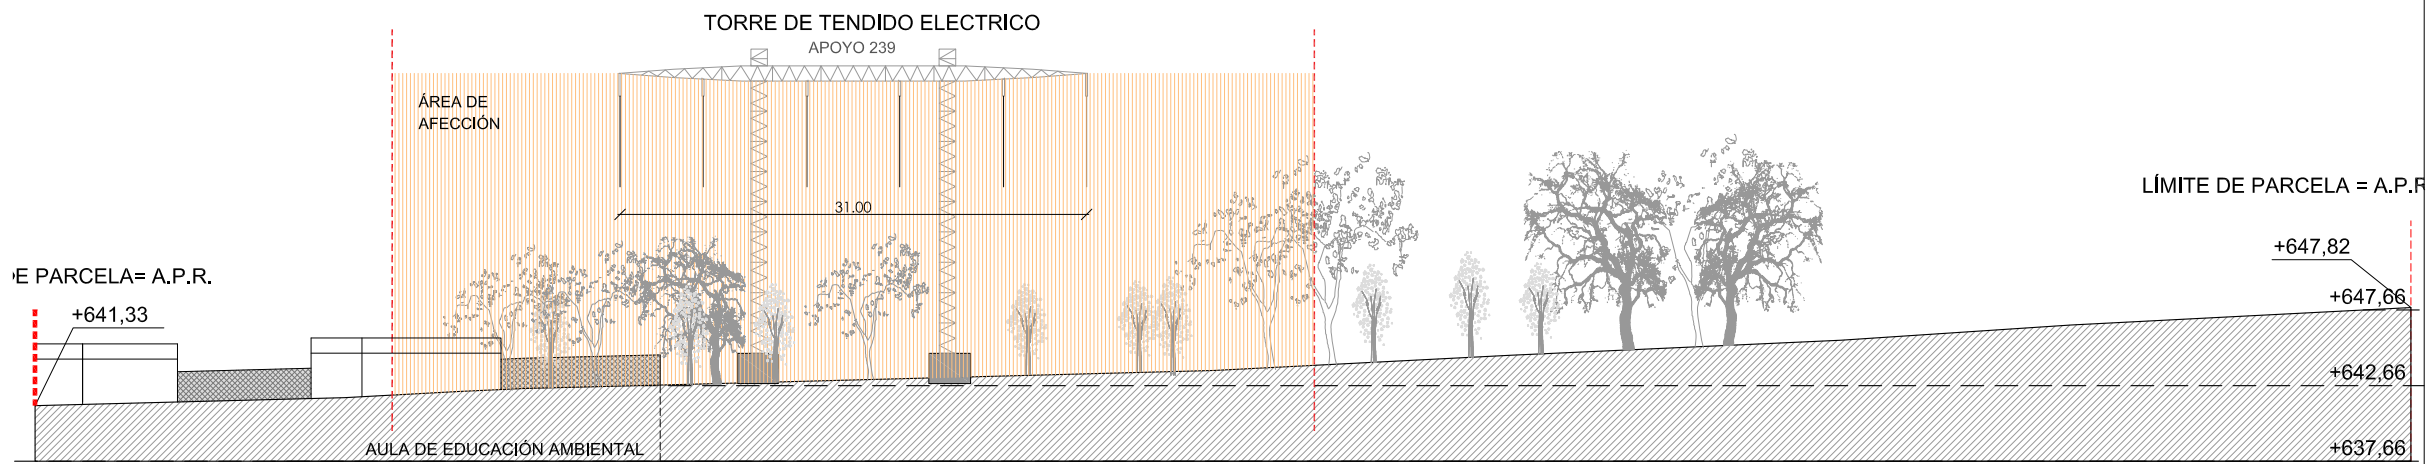 TORRE DE TENDIDO ELECTRICO
APOYO 239
ÁREA DE
AFECCIÓN
31.00
LÍMITE DE PARCELA = A.P.R
+647,82
E PARCELA= A.P.R.
+647,66
+641,33
+642,66
AULA DE EDUCACIÓN AMBIENTAL
+637,66